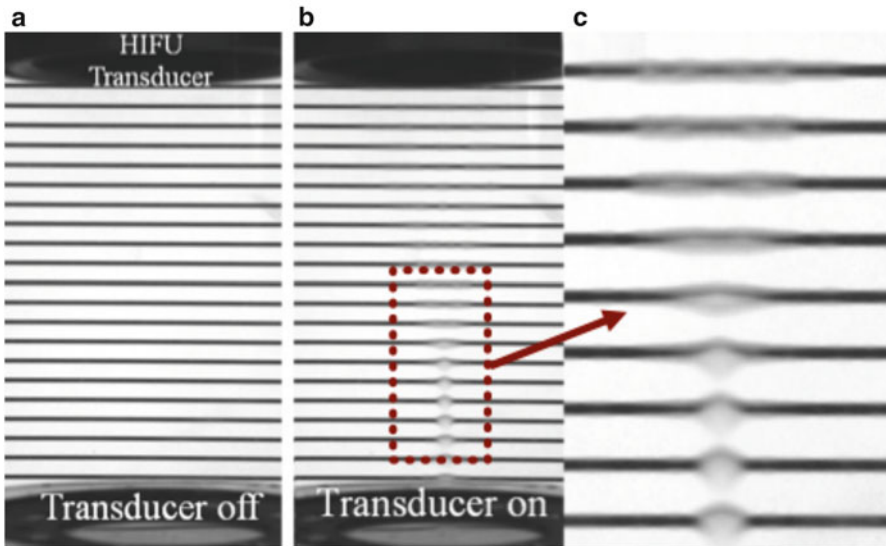 a
b
c
HIFU
Transducer
Transducer off
Transducer on